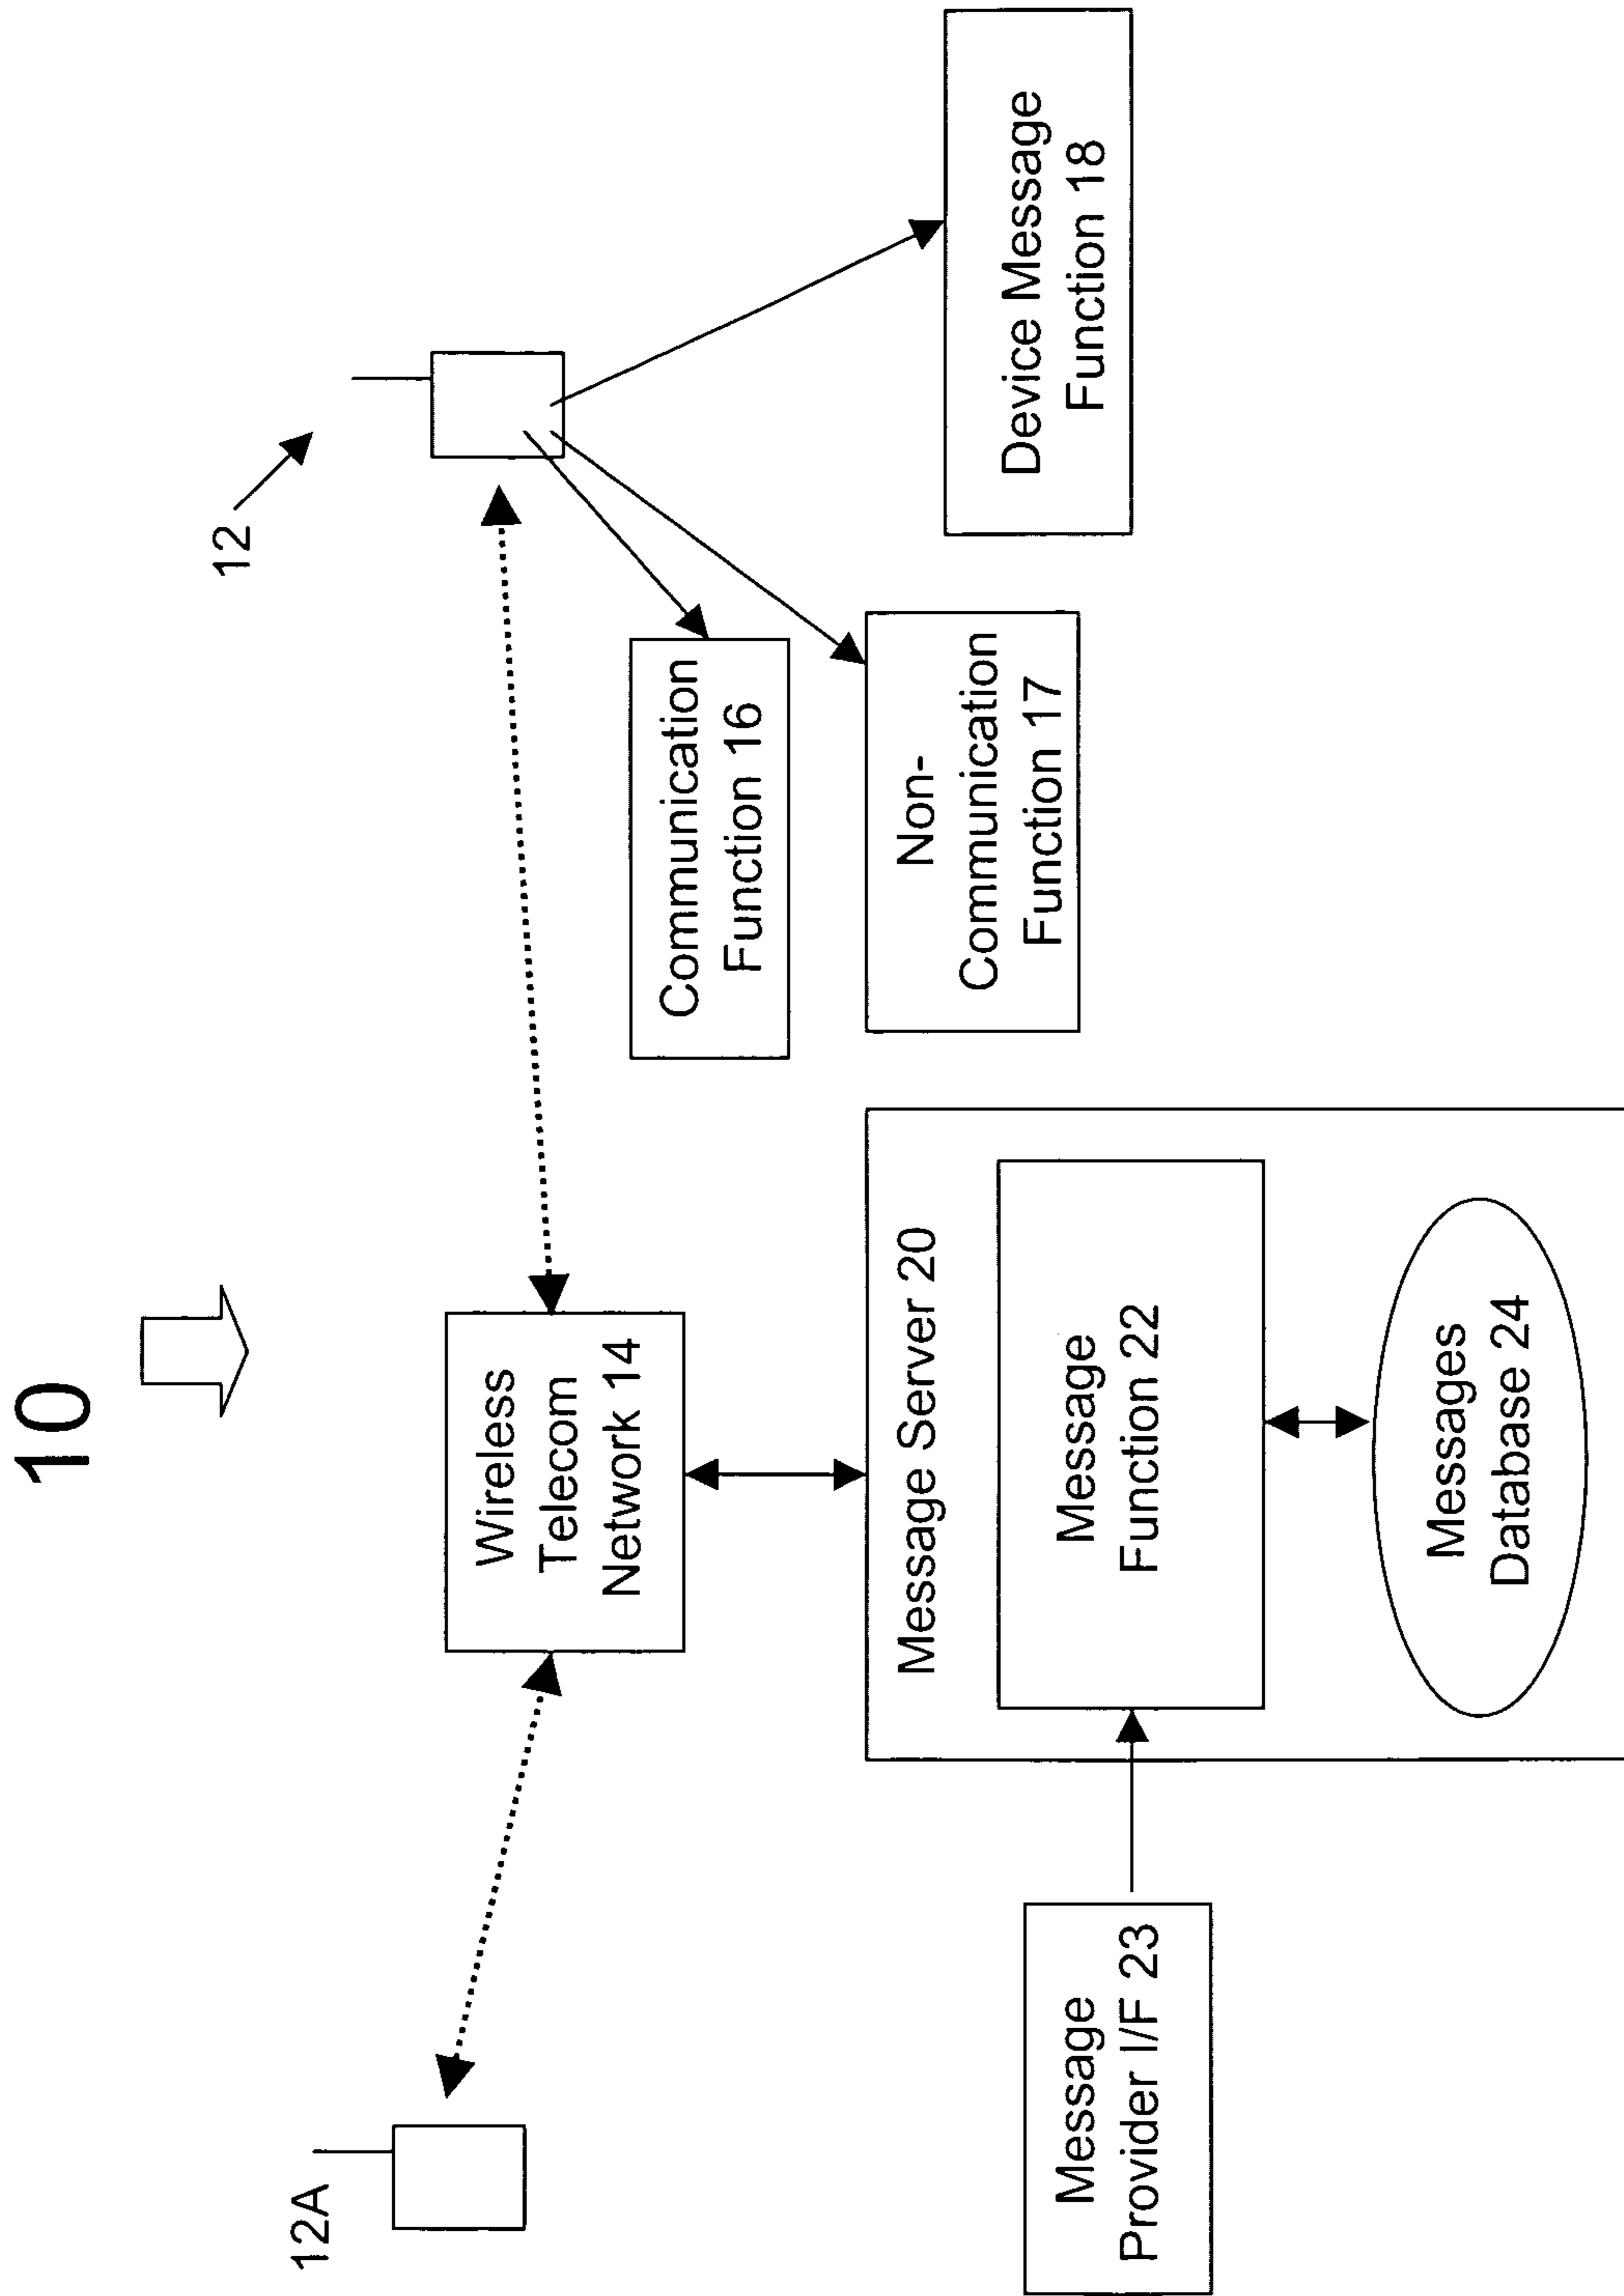 10
12A
Wireless
Telecom
Network 14
12
Communication
Function 16
Non-
Communication
Function 17
Device Message
Function 18
Message Server 20
Message
Function 22
Message
Provider I/F 23
Messages
Database 24